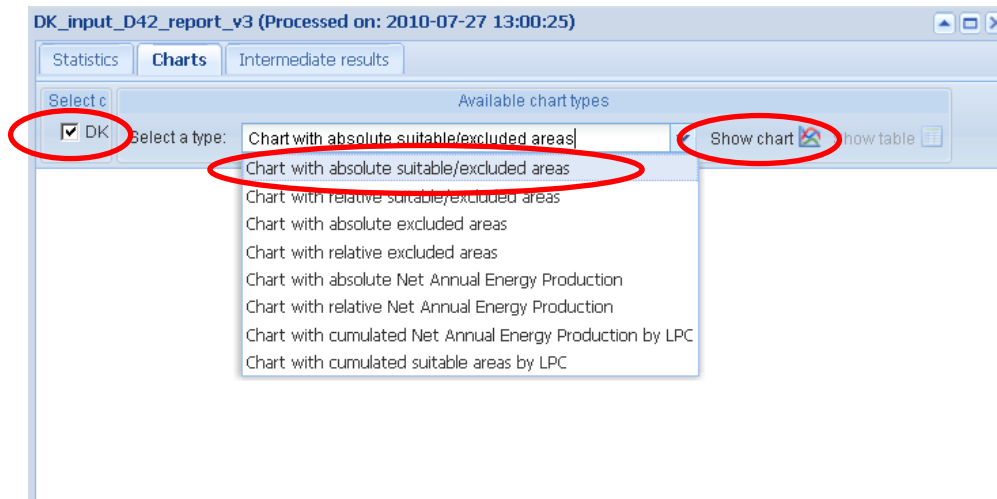 DK_input_D42_report_v3 (Processed on: 2010-07-27 13:00:25)
Statistics Charts Intermediate results
Select c Available chart types
DK Select a type: Chart with absolute suitable/excluded areas Show chart how table
Chart with absolute suitable/excluded areas
Chart with relative suitable/excluded areas
Chart with absolute excluded areas
Chart with relative excluded areas
Chart with absolute Net Annual Energy Production
Chart with relative Net Annual Energy Production
Chart with cumulated Net Annual Energy Production by LPC
Chart with cumulated suitable areas by LPC